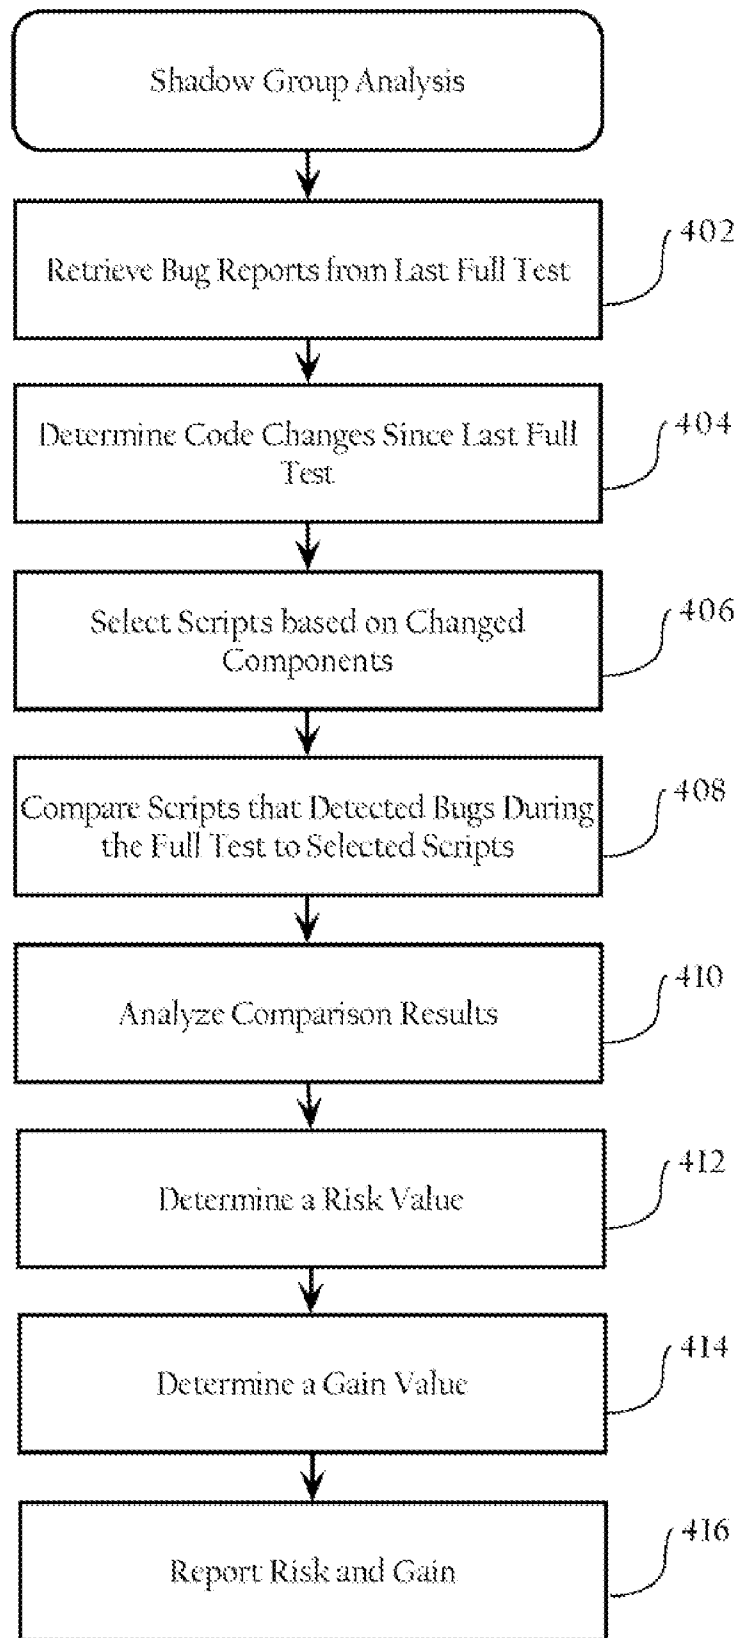 Shadow Group Analysis
Retrieve Bug Reports from Last Full Test
402
Determine Code Changes Since Last Full
Test
404
Select Scripts based on Changed
Components
406
Compare Scripts that Detected Bugs During
the Full Test to Selected Scripts
408
Analyze Comparison Results
410
Determine a Risk Value
412
Determine a Gain Value
414
Report Risk and Gain
416